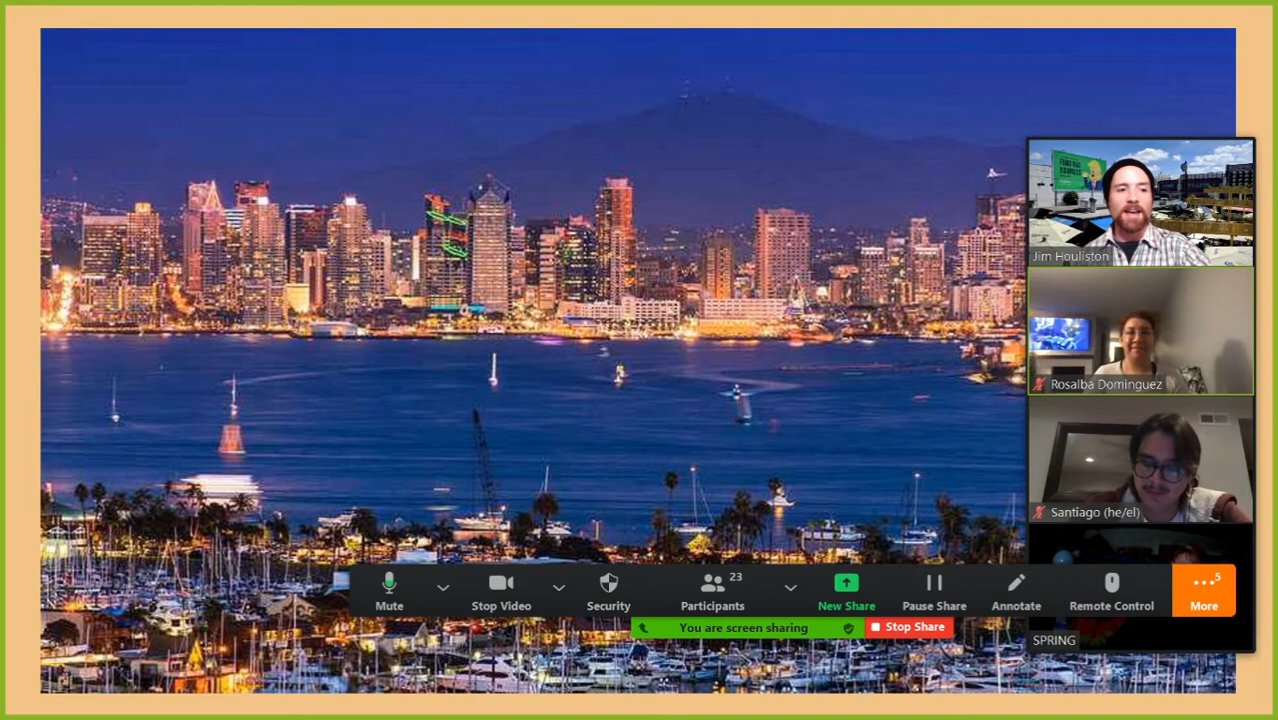 Jim Houliston
Rosalba Dominguez
Santiago (he/el)
23
5
Mute
Stop Video
Security
Participants
New Share
Pause Share
Annotate
Remote Control
More
You are screen sharing
Stop Share
SPRING